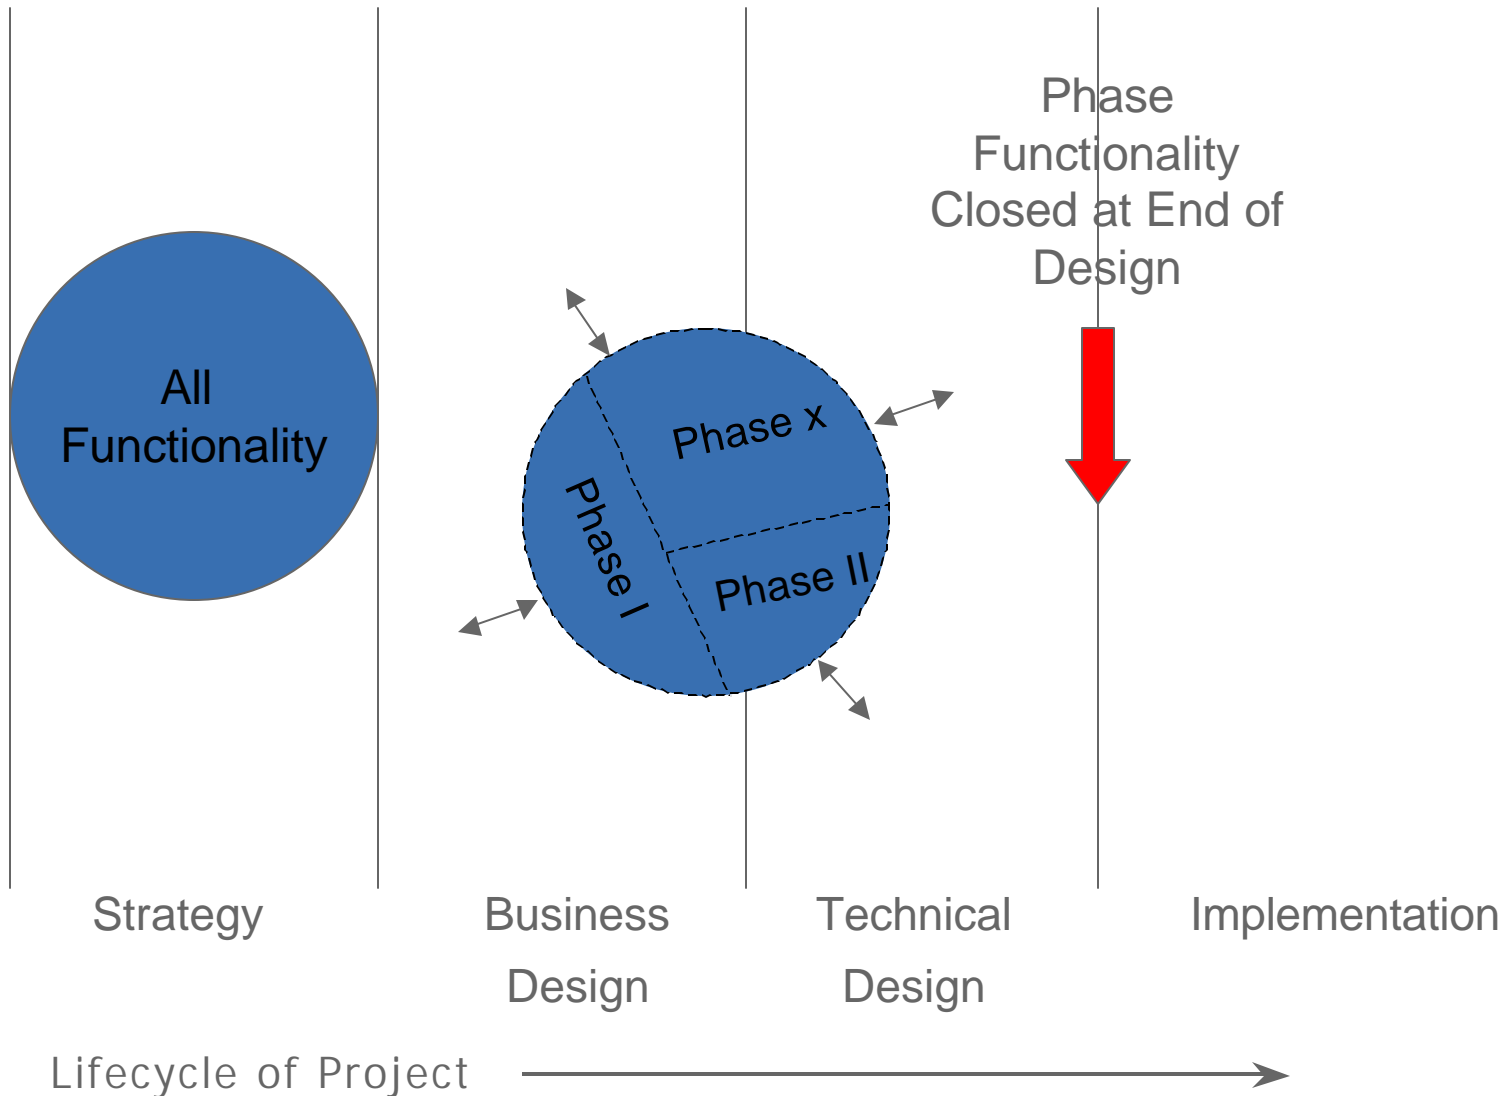 Phase
Functionality
Closed at End of
Design
All
Functionality
Phase x
Phase I
Phase II
Strategy
Business
Design
Technical
Design
Implementation
Lifecycle of Project